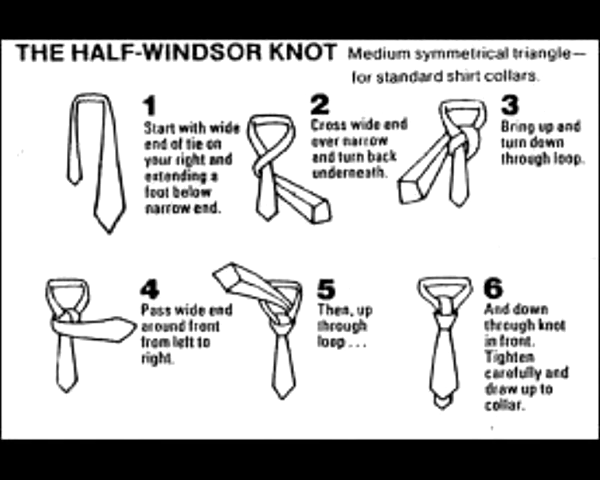 THE HALF-WINDSOR KNOT Medium symmetrical triangle—
for standard shirt collars.
1
Start with wide
end of tie on
your right and
extending a
foot below
narrow end.
2
Cross wide end
over narrow
and turn back
underneath.
3
Bring up and
turn down
through loop.
4
Pass wide end
around front
from left to
right.
5
Then, up
through
loop...
6
And down
through knot
in front.
Tighten
carefully and
draw up to
collar.